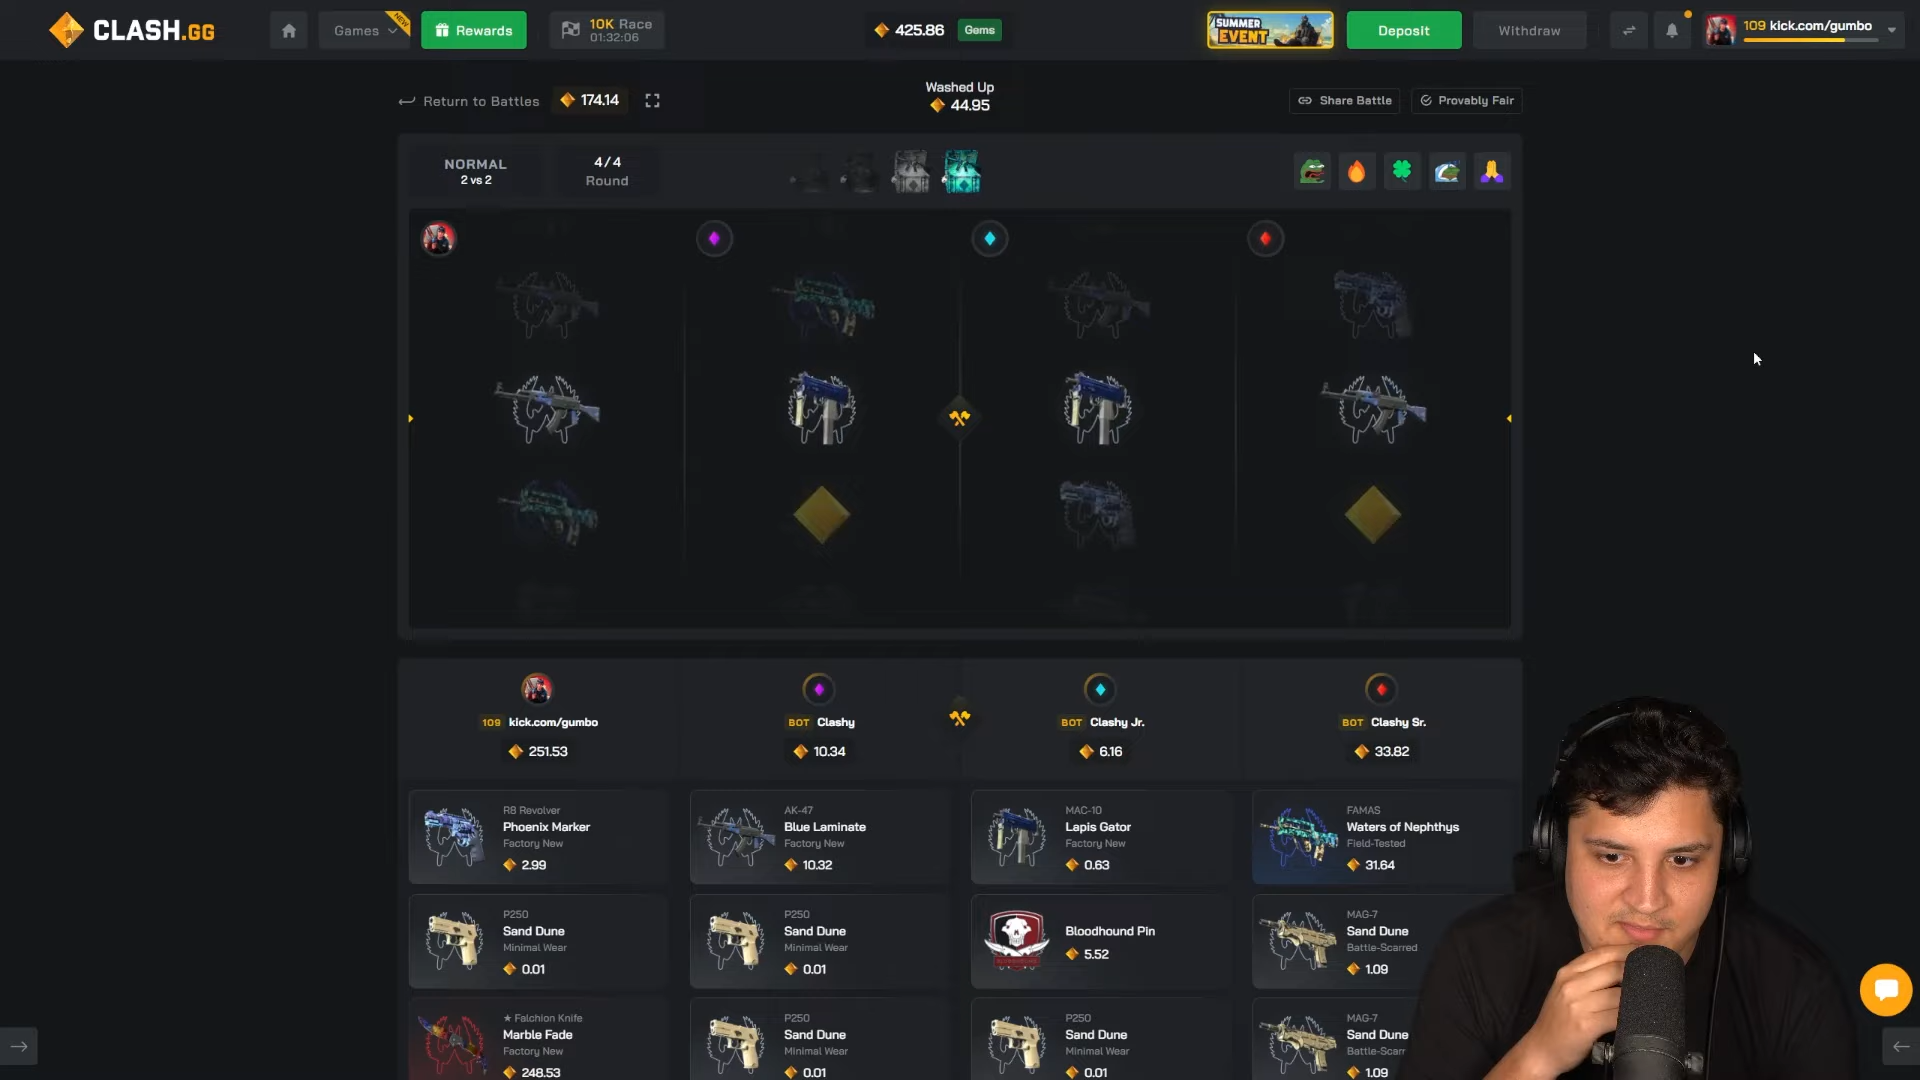 CLASH.GG
Games
NEW
Rewards
10K Race
01:32:06
425.86
Gems
SUMMER EVENT
Deposit
Withdraw
109 kick.com/gumbo
Return to Battles
174.14
Washed Up
44.95
Share Battle
Provably Fair
NORMAL
2 vs 2
4/4
Round
109 kick.com/gumbo
251.53
BOT Clashy
10.34
BOT Clashy Jr.
6.16
BOT Clashy Sr.
33.82
R8 Revolver
Phoenix Marker
Factory New
2.99
AK-47
Blue Laminate
Factory New
10.32
MAC-10
Lapis Gator
Factory New
0.63
FAMAS
Waters of Nephthys
Field-Tested
31.64
P250
Sand Dune
Minimal Wear
0.01
P250
Sand Dune
Minimal Wear
0.01
Bloodhound Pin
5.52
MAG-7
Sand Dune
Battle-Scarred
1.09
★ Falchion Knife
Marble Fade
Factory New
248.53
P250
Sand Dune
Minimal Wear
0.01
P250
Sand Dune
Minimal Wear
0.01
MAG-7
Sand Dune
Battle-Scarr
1.09